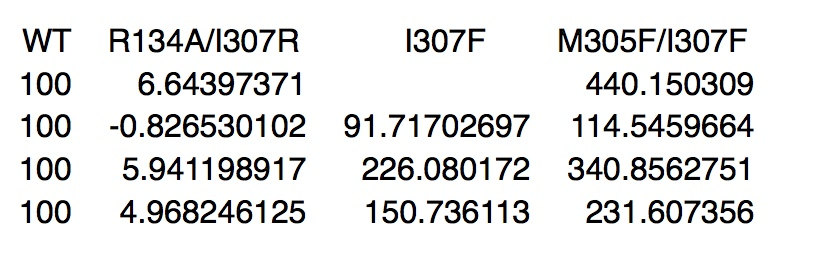 WT R134A/I307R I307F M305F/I307F
100 6.64397371 440.150309
100 -0.826530102 91.71702697 114.5459664
100 5.941198917 226.080172 340.8562751
100 4.968246125 150.736113 231.607356